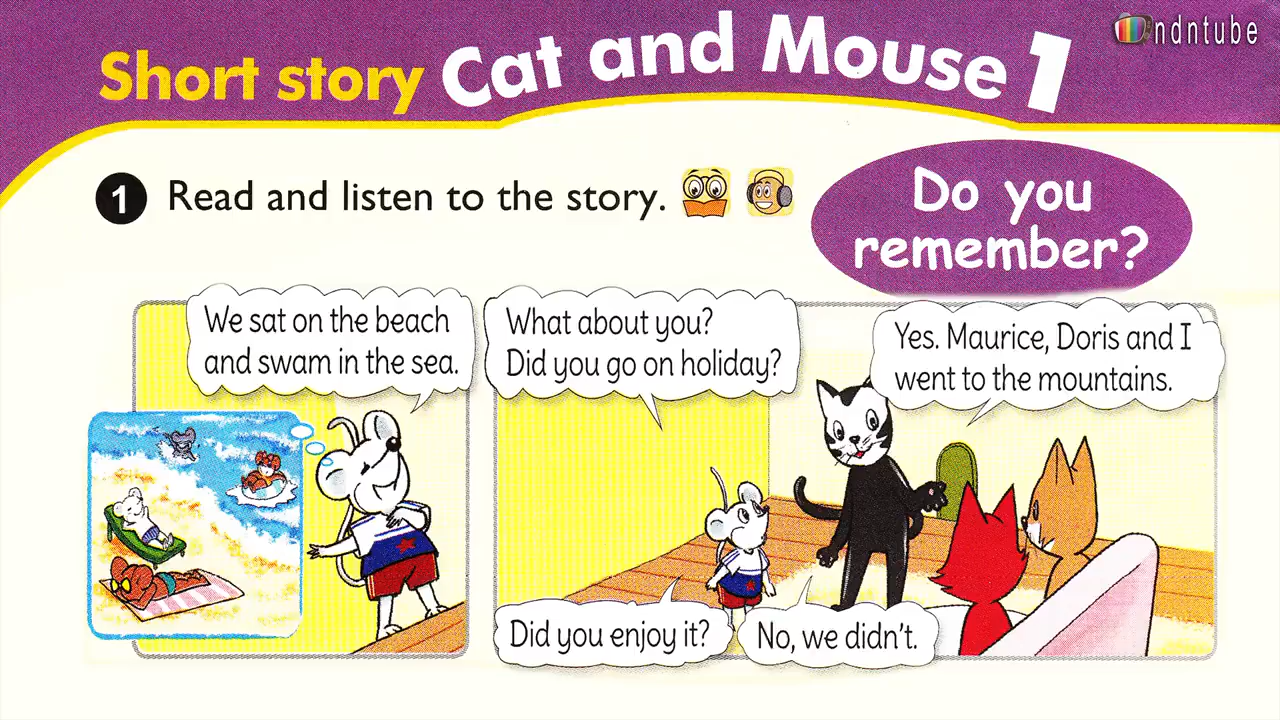 ndntube
Short story Cat and Mouse 1
1 Read and listen to the story.
Do you
remember?
We sat on the beach
and swam in the sea.
What about you?
Did you go on holiday?
Yes. Maurice, Doris and I
went to the mountains.
Did you enjoy it?
No, we didn't.